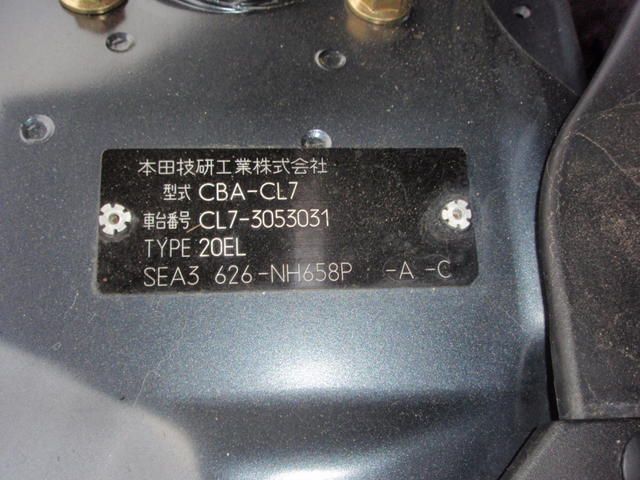 本田技研工業株式会社
型式 CBA-CL7
車台番号 CL7-3053031
TYPE 20EL
SEA3 626-NH658P -A -C